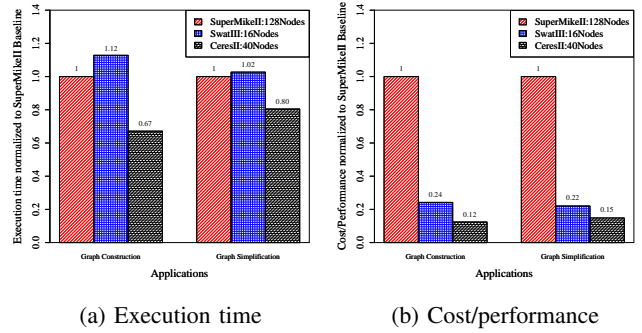 Execution time normalized to SuperMikeII Baseline
0.0 0.2 0.4 0.6 0.8 1.0 1.2 1.4
SuperMikeII:128Nodes
SwatIII:16Nodes
CeresII:40Nodes
1 1.12 0.67 1 1.02 0.80
Graph Construction Graph Simplification
Applications
(a) Execution time
Cost/Performance normalized to SuperMikeII Baseline
0.0 0.2 0.4 0.6 0.8 1.0 1.2 1.4
SuperMikeII:128Nodes
SwatIII:16Nodes
CeresII:40Nodes
1 0.24 0.12 1 0.22 0.15
Graph Construction Graph Simplification
Applications
(b) Cost/performance